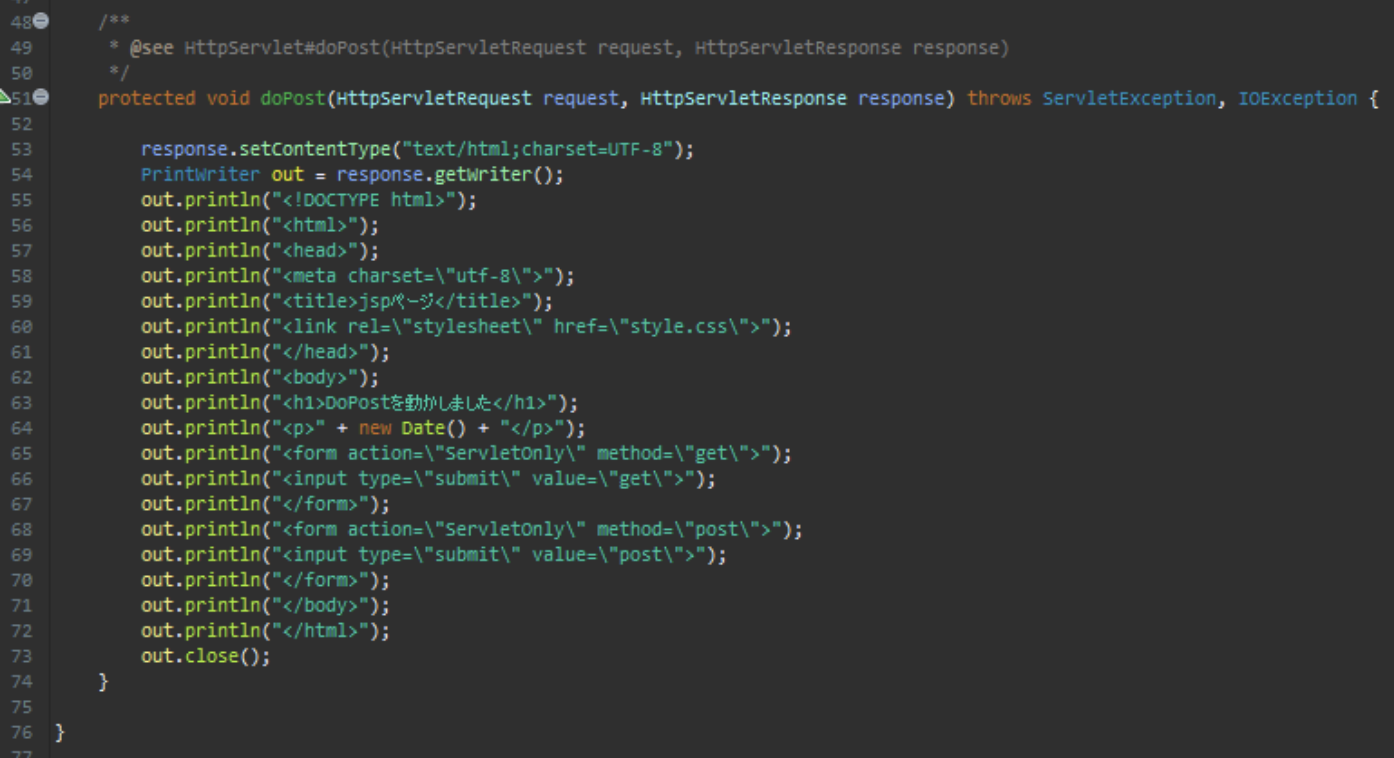 48 /**
49 * @see HttpServlet#doPost(HttpServletRequest request, HttpServletResponse response)
50 */
51 protected void doPost(HttpServletRequest request, HttpServletResponse response) throws ServletException, IOException {
52
53 response.setContentType("text/html;charset=UTF-8");
54 PrintWriter out = response.getWriter();
55 out.println("<!DOCTYPE html>");
56 out.println("<html>");
57 out.println("<head>");
58 out.println("<meta charset=\"utf-8\">");
59 out.println("<title>jspページ</title>");
60 out.println("<link rel=\"stylesheet\" href=\"style.css\">");
61 out.println("</head>");
62 out.println("<body>");
63 out.println("<h1>DoPostを動かしました</h1>");
64 out.println("<p>" + new Date() + "</p>");
65 out.println("<form action=\"ServletOnly\" method=\"get\">");
66 out.println("<input type=\"submit\" value=\"get\">");
67 out.println("</form>");
68 out.println("<form action=\"ServletOnly\" method=\"post\">");
69 out.println("<input type=\"submit\" value=\"post\">");
70 out.println("</form>");
71 out.println("</body>");
72 out.println("</html>");
73 out.close();
74 }
75
76 }
77